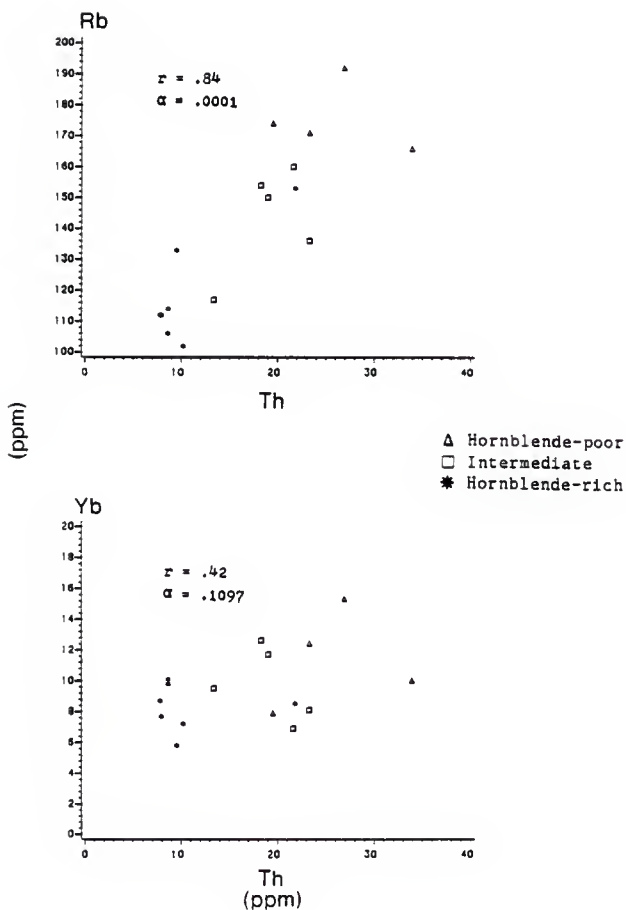 Rb
200
190
180
170
160
150
140
130
120
110
100
r = .84
α = .0001
0 10 20 30 40
Th
(ppm)
△ Hornblende-poor
□ Intermediate
✱ Hornblende-rich
Yb
20
18
16
14
12
10
8
6
4
2
0
r = .42
α = .1097
0 10 20 30 40
Th
(ppm)